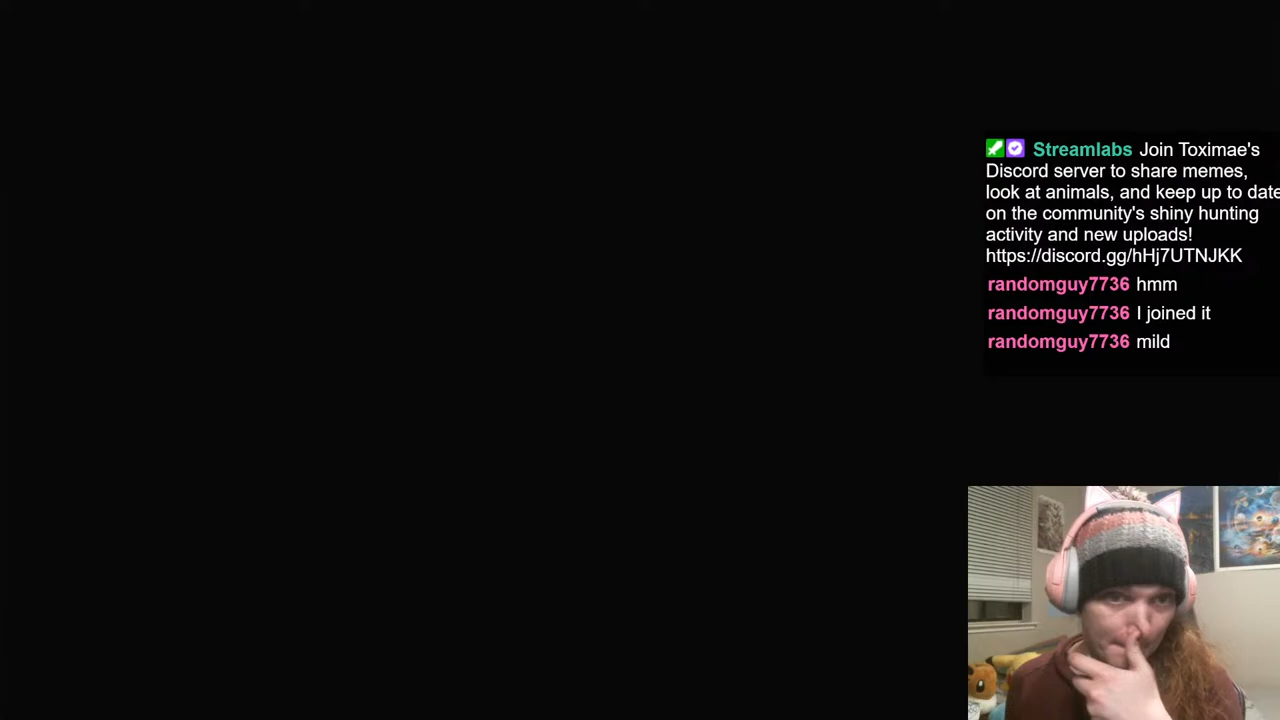 Streamlabs Join Toximae's
Discord server to share memes,
look at animals, and keep up to date
on the community's shiny hunting
activity and new uploads!
https://discord.gg/hHj7UTNJKK
randomguy7736 hmm
randomguy7736 I joined it
randomguy7736 mild